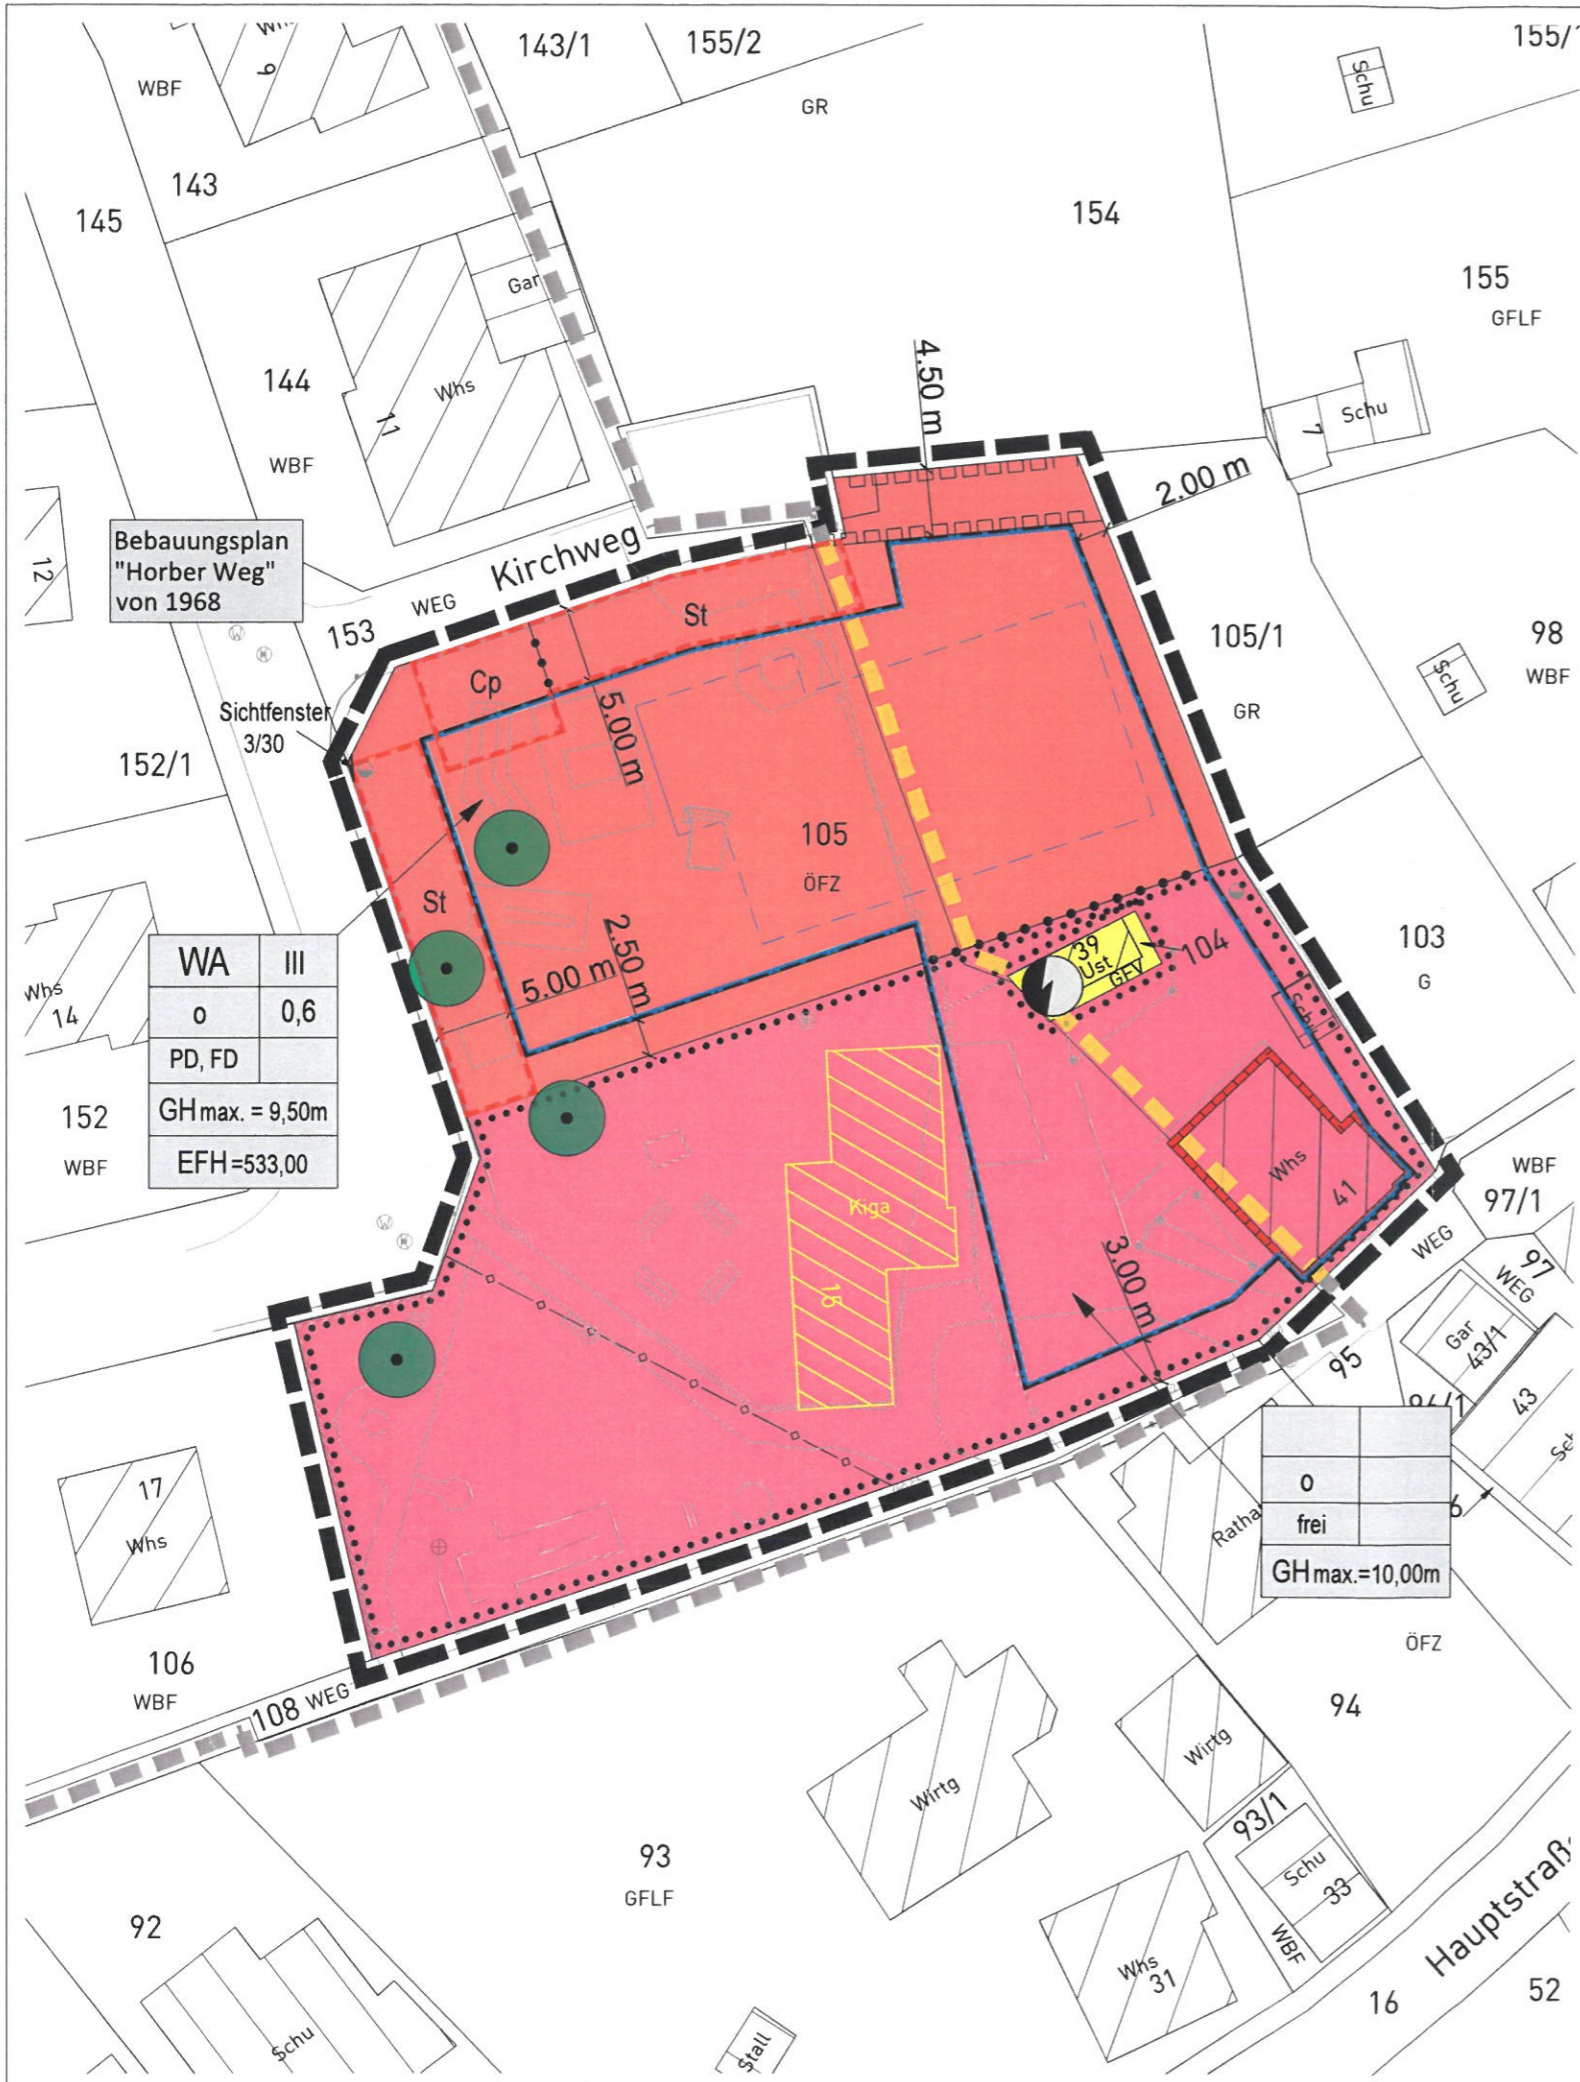 Whs
9
WBF
143/1
155/2
GR
Schu
143
145
154
155
GFLF
Gar
144
Whs
11
WBF
4.50 m
7
Schu
2.00 m
Bebauungsplan
"Horber Weg"
von 1968
12
Kirchweg
WEG
153
St
105/1
98
WBF
Schu
Cp
Sichtfenster
3/30
5.00 m
GR
152/1
105
ÖFZ
St
2.50 m
5.00 m
WA III
o 0,6
PD, FD
GH max. = 9,50m
EFH =533,00
Whs
14
39
Ust
GFV
104
103
G
Schu
152
WBF
Kiga
15
Whs
41
WBF
97/1
WEG
97
WEG
3.00 m
Gar
43/1
95
43
17
Whs
o
frei
GH max.=10,00m
ÖFZ
106
WBF
108 WEG
94
Wirtg
Wirtg
93/1
Schu
33
WBF
93
GFLF
92
Whs
31
Hauptstraß
16
52
Schu
Stall